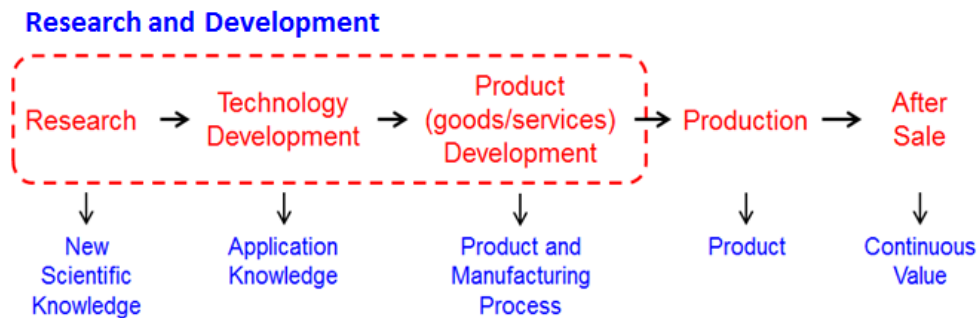 Research and Development
Research
Technology
Development
Product
(goods/services)
Development
Production
After
Sale
New
Scientific
Knowledge
Application
Knowledge
Product and
Manufacturing
Process
Product
Continuous
Value